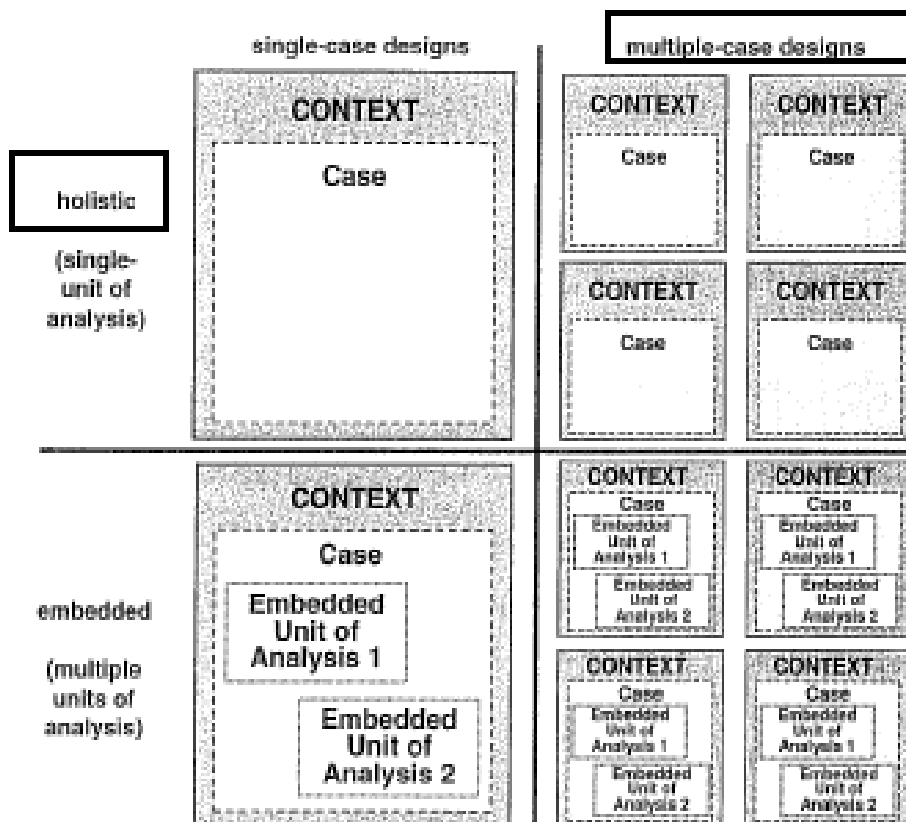 single-case designs
multiple-case designs
holistic
(single-
unit of
analysis)
CONTEXT
Case
CONTEXT
Case
CONTEXT
Case
CONTEXT
Case
CONTEXT
Case
embedded
(multiple
units of
analysis)
CONTEXT
Case
Embedded
Unit of
Analysis 1
Embedded
Unit of
Analysis 2
CONTEXT
Case
Embedded
Unit of
Analysis 1
Embedded
Unit of
Analysis 2
CONTEXT
Case
Embedded
Unit of
Analysis 1
Embedded
Unit of
Analysis 2
CONTEXT
Case
Embedded
Unit of
Analysis 1
Embedded
Unit of
Analysis 2
CONTEXT
Case
Embedded
Unit of
Analysis 1
Embedded
Unit of
Analysis 2